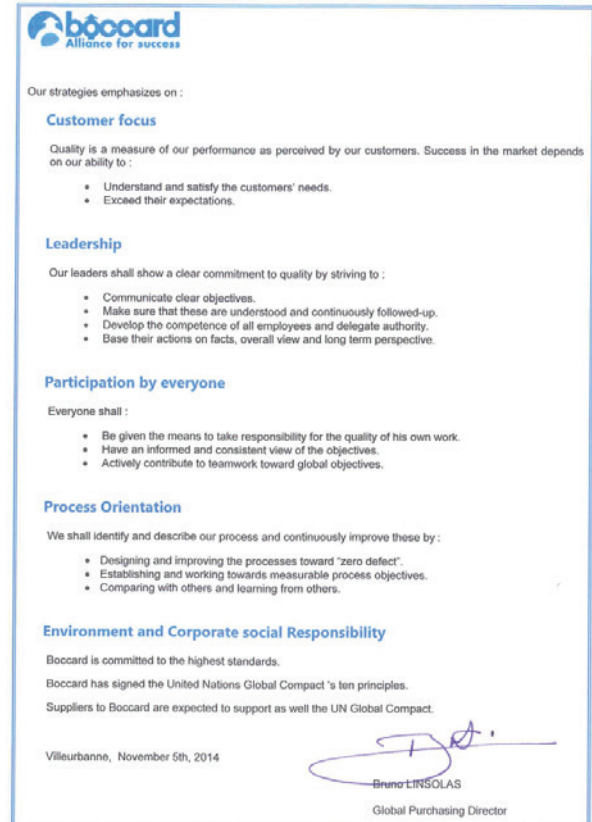 boccard
Alliance for success
Our strategies emphasizes on :
Customer focus
Quality is a measure of our performance as perceived by our customers. Success in the market depends
on our ability to :
• Understand and satisfy the customers' needs.
• Exceed their expectations.
Leadership
Our leaders shall show a clear commitment to quality by striving to :
• Communicate clear objectives.
• Make sure that these are understood and continuously followed-up.
• Develop the competence of all employees and delegate authority.
• Base their actions on facts, overall view and long term perspective.
Participation by everyone
Everyone shall :
• Be given the means to take responsibility for the quality of his own work.
• Have an informed and consistent view of the objectives.
• Actively contribute to teamwork toward global objectives.
Process Orientation
We shall identify and describe our process and continuously improve these by :
• Designing and improving the processes toward "zero defect".
• Establishing and working towards measurable process objectives.
• Comparing with others and learning from others.
Environment and Corporate social Responsibility
Boccard is committed to the highest standards.
Boccard has signed the United Nations Global Compact 's ten principles.
Suppliers to Boccard are expected to support as well the UN Global Compact.
Villeurbanne, November 5th, 2014
Bruno LINSOLAS
Global Purchasing Director